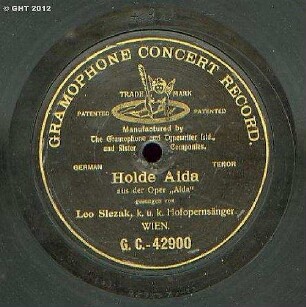 © GHT 2012
GRAMOPHONE CONCERT RECORD.
TRADE MARK
PATENTED PATENTED
Manufactured by
The Gramophone and Typewriter Ltd.,
and Sister Companies.
GERMAN TENOR
Holde Aida
aus der Oper „Aida"
gesungen von
Leo Slezak, k. u. k. Hofopernsänger
WIEN.
G. C.-42900